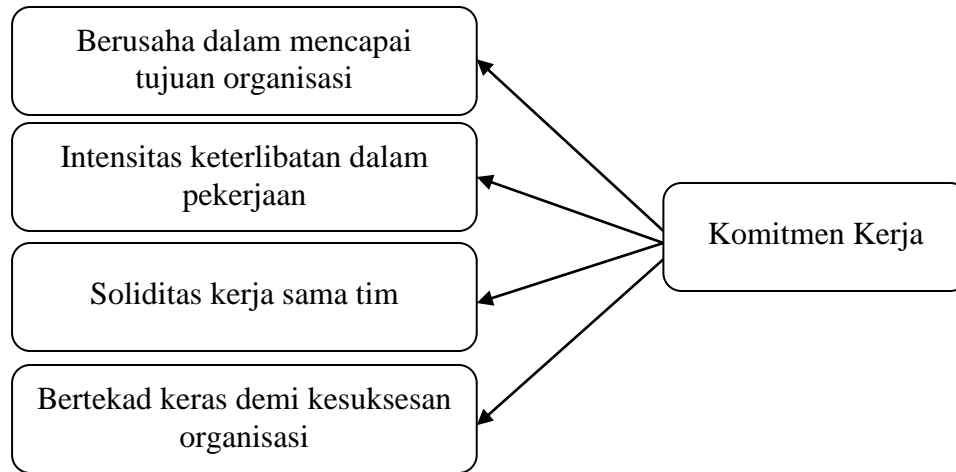 Berusaha dalam mencapai
tujuan organisasi
Intensitas keterlibatan dalam
pekerjaan
Komitmen Kerja
Soliditas kerja sama tim
Bertekad keras demi kesuksesan
organisasi